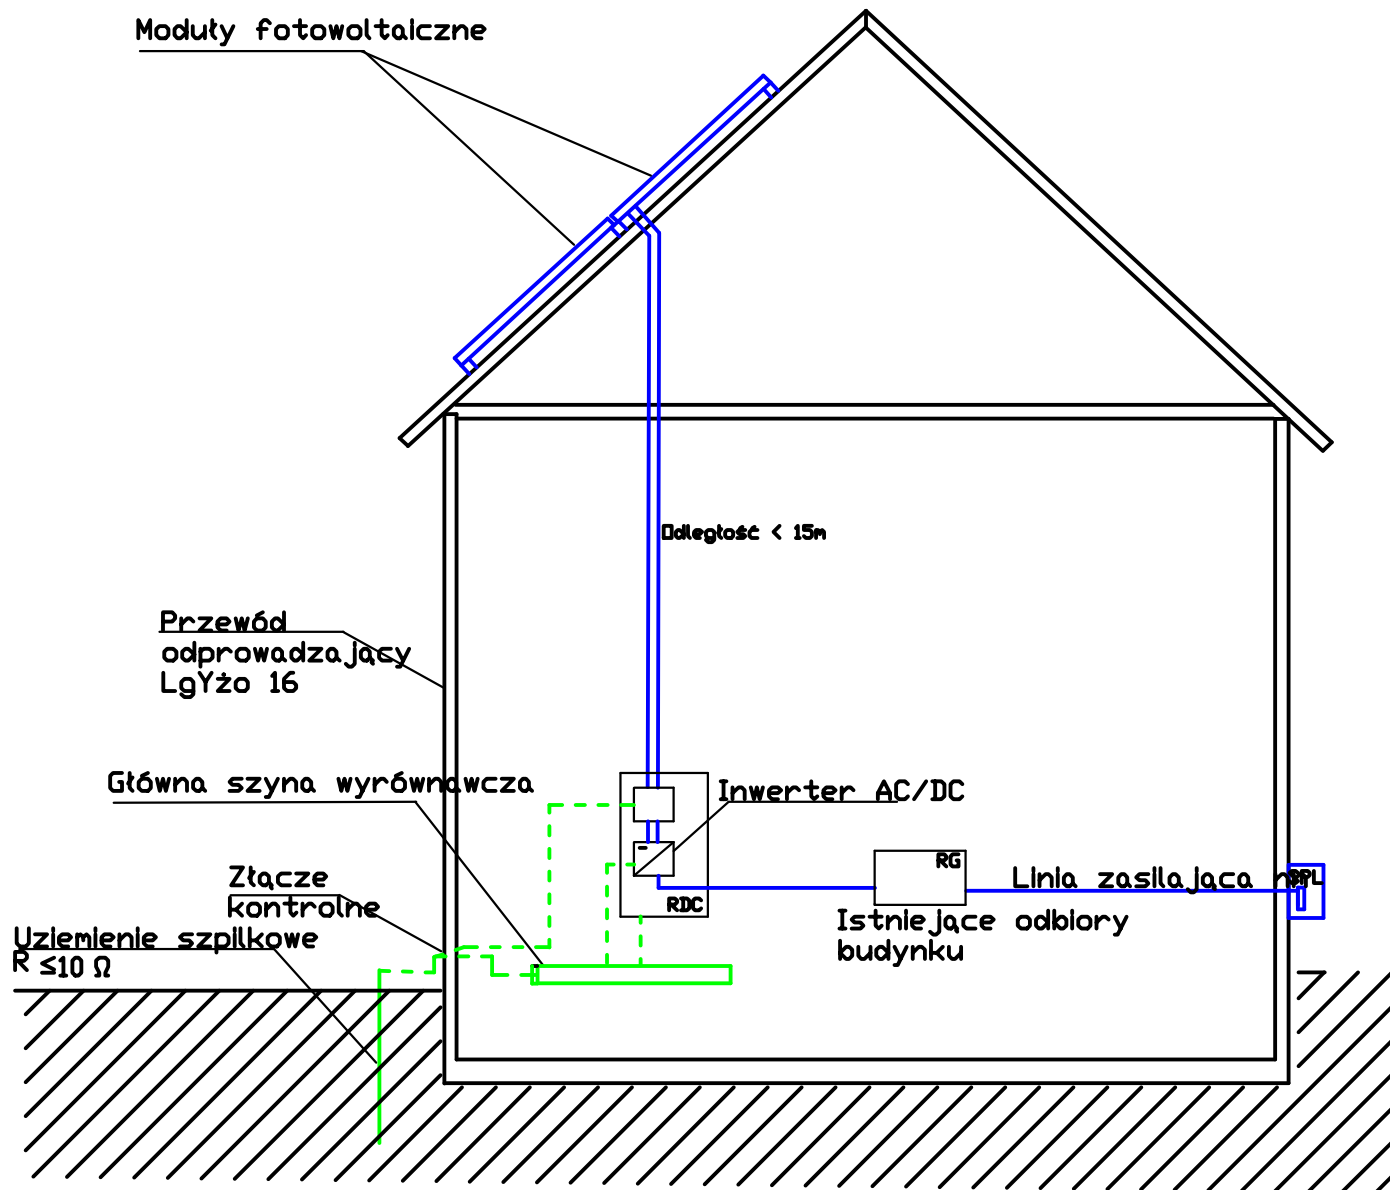 Moduły fotowoltaiczne
Odległość < 15m
Przewód
odprowadzający
LgYżo 16
Główna szyna wyrównawcza
Inwerter AC/DC
RDC
RG
Linia zasilająca
Istniejące odbiory
budynku
Złącze
kontrolne
Uziemienie szpilkowe
R ≤10 Ω